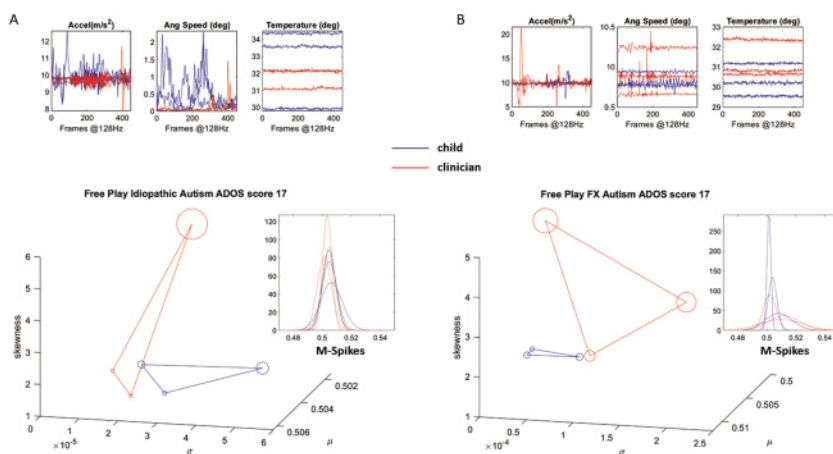 A
Accel(m/s²)
Ang Speed (deg)
Temperature (deg)
12
11
10
9
8
0 200 400
Frames @128Hz
2
1.5
1
0.5
0
0 200 400
34
33
32
31
30
0 200 400
Frames @128Hz
B
Accel(m/s²)
Ang Speed (deg)
Temperature (deg)
20
15
10
5
0 200 400
Frames @128Hz
10.5
10
9.5
0 200 400
33
32
31
30
29
0 200 400
Frames @128Hz
child
clinician
Free Play Idiopathic Autism ADOS score 17
6
5
4
3
2
1
skewness
0 1 2 3 4 5 6
×10⁻⁵
σ
0.502
0.504
0.506
μ
120
100
80
60
40
20
0
0.48 0.5 0.52 0.54
M-Spikes
Free Play FX Autism ADOS score 17
5
4
3
2
1
skewness
0 0.5 1 1.5 2 2.5
×10⁻⁴
σ
0.5
0.505
0.51
μ
250
200
150
100
50
0
0.48 0.5 0.52 0.54
M-Spikes